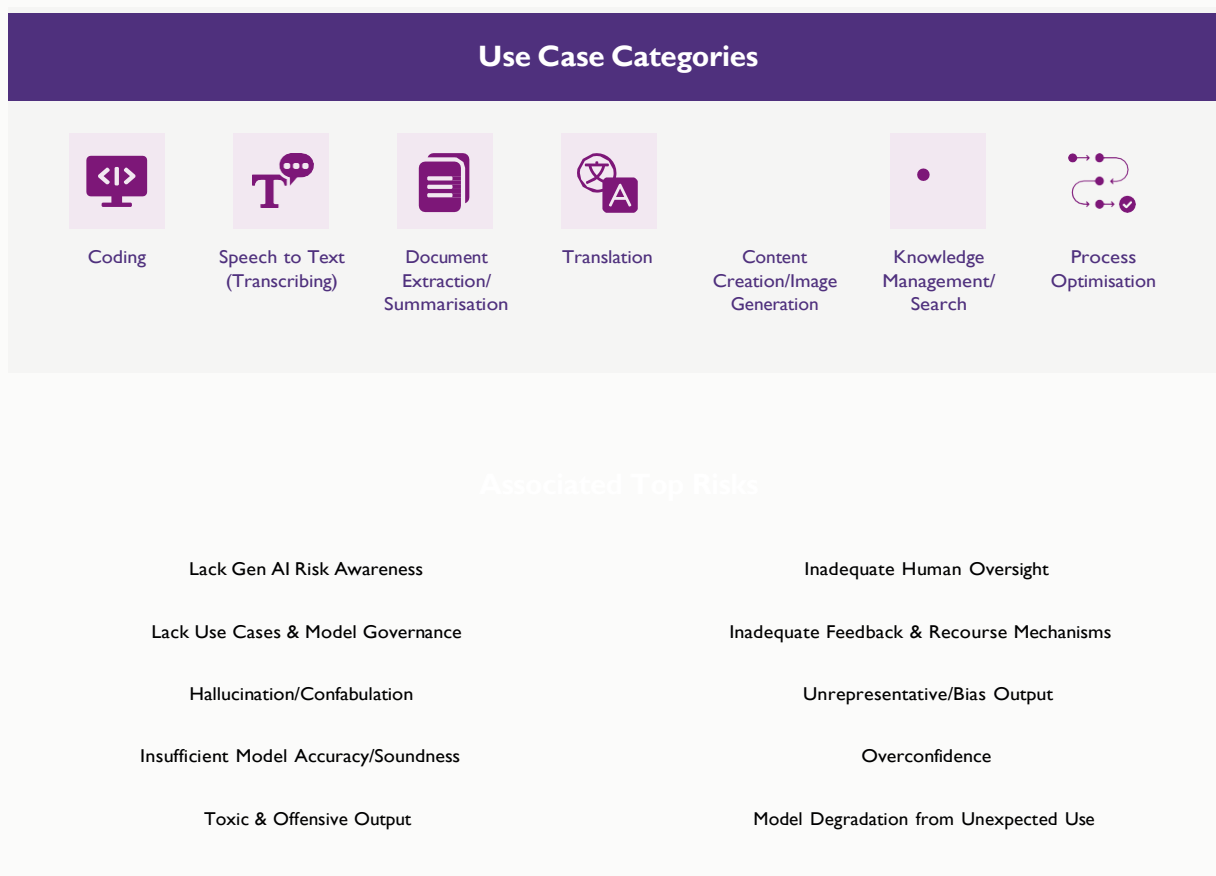 Use Case Categories
Coding
Speech to Text
(Transcribing)
Document
Extraction/
Summarisation
Translation
Content
Creation/Image
Generation
Knowledge
Management/
Search
Process
Optimisation
Associated Top Risks
Lack Gen AI Risk Awareness
Inadequate Human Oversight
Lack Use Cases & Model Governance
Inadequate Feedback & Recourse Mechanisms
Hallucination/Confabulation
Unrepresentative/Bias Output
Insufficient Model Accuracy/Soundness
Overconfidence
Toxic & Offensive Output
Model Degradation from Unexpected Use